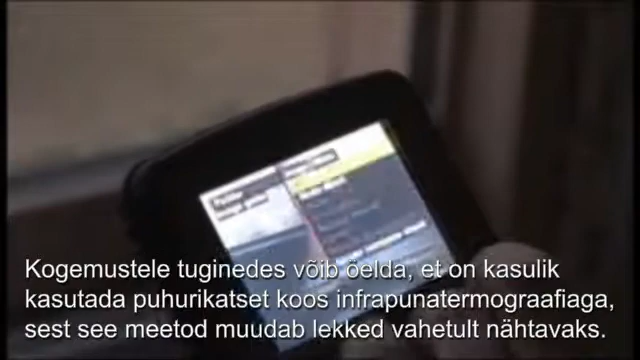 Kogemustele tuginedes võib öelda, et on kasulik
kasutada puhurikatset koos infrapunatermograafiaga,
sest see meetod muudab lekked vahetult nähtavaks.